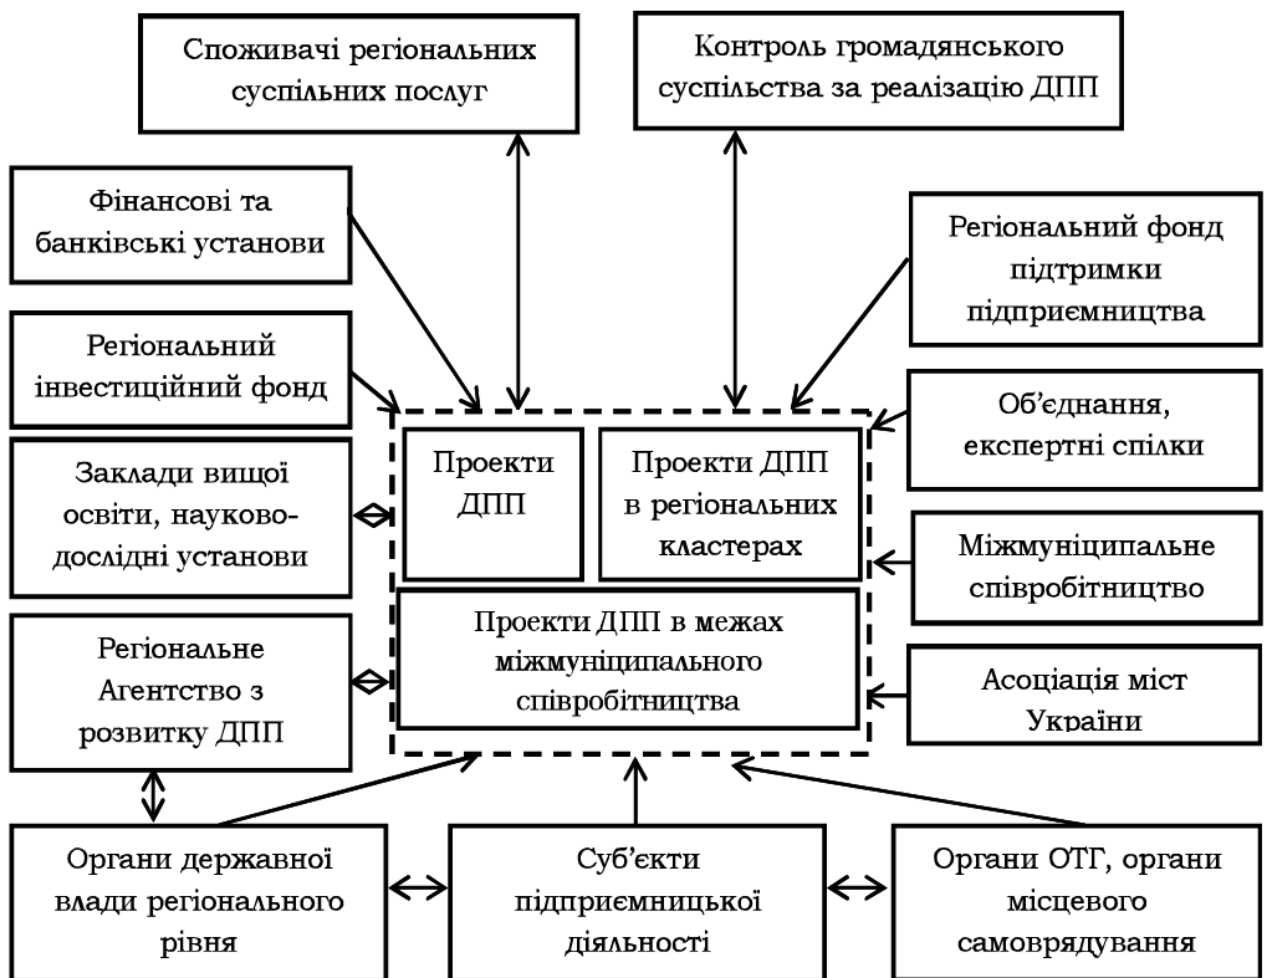 Споживачі регіональних
суспільних послуг
Контроль громадянського
суспільства за реалізацію ДПП
Фінансові та
банківські установи
Регіональний фонд
підтримки
підприємництва
Регіональний
інвестиційний фонд
Об’єднання,
експертні спілки
Заклади вищої
освіти, науково-
дослідні установи
Проекти
ДПП
Проекти ДПП
в регіональних
кластерах
Міжмуніципальне
співробітництво
Проекти ДПП в межах
міжмуніципального
співробітництва
Регіональне
Агентство з
розвитку ДПП
Асоціація міст
України
Органи державної
влади регіонального
рівня
Суб’єкти
підприємницької
діяльності
Органи ОТГ, органи
місцевого
самоврядування